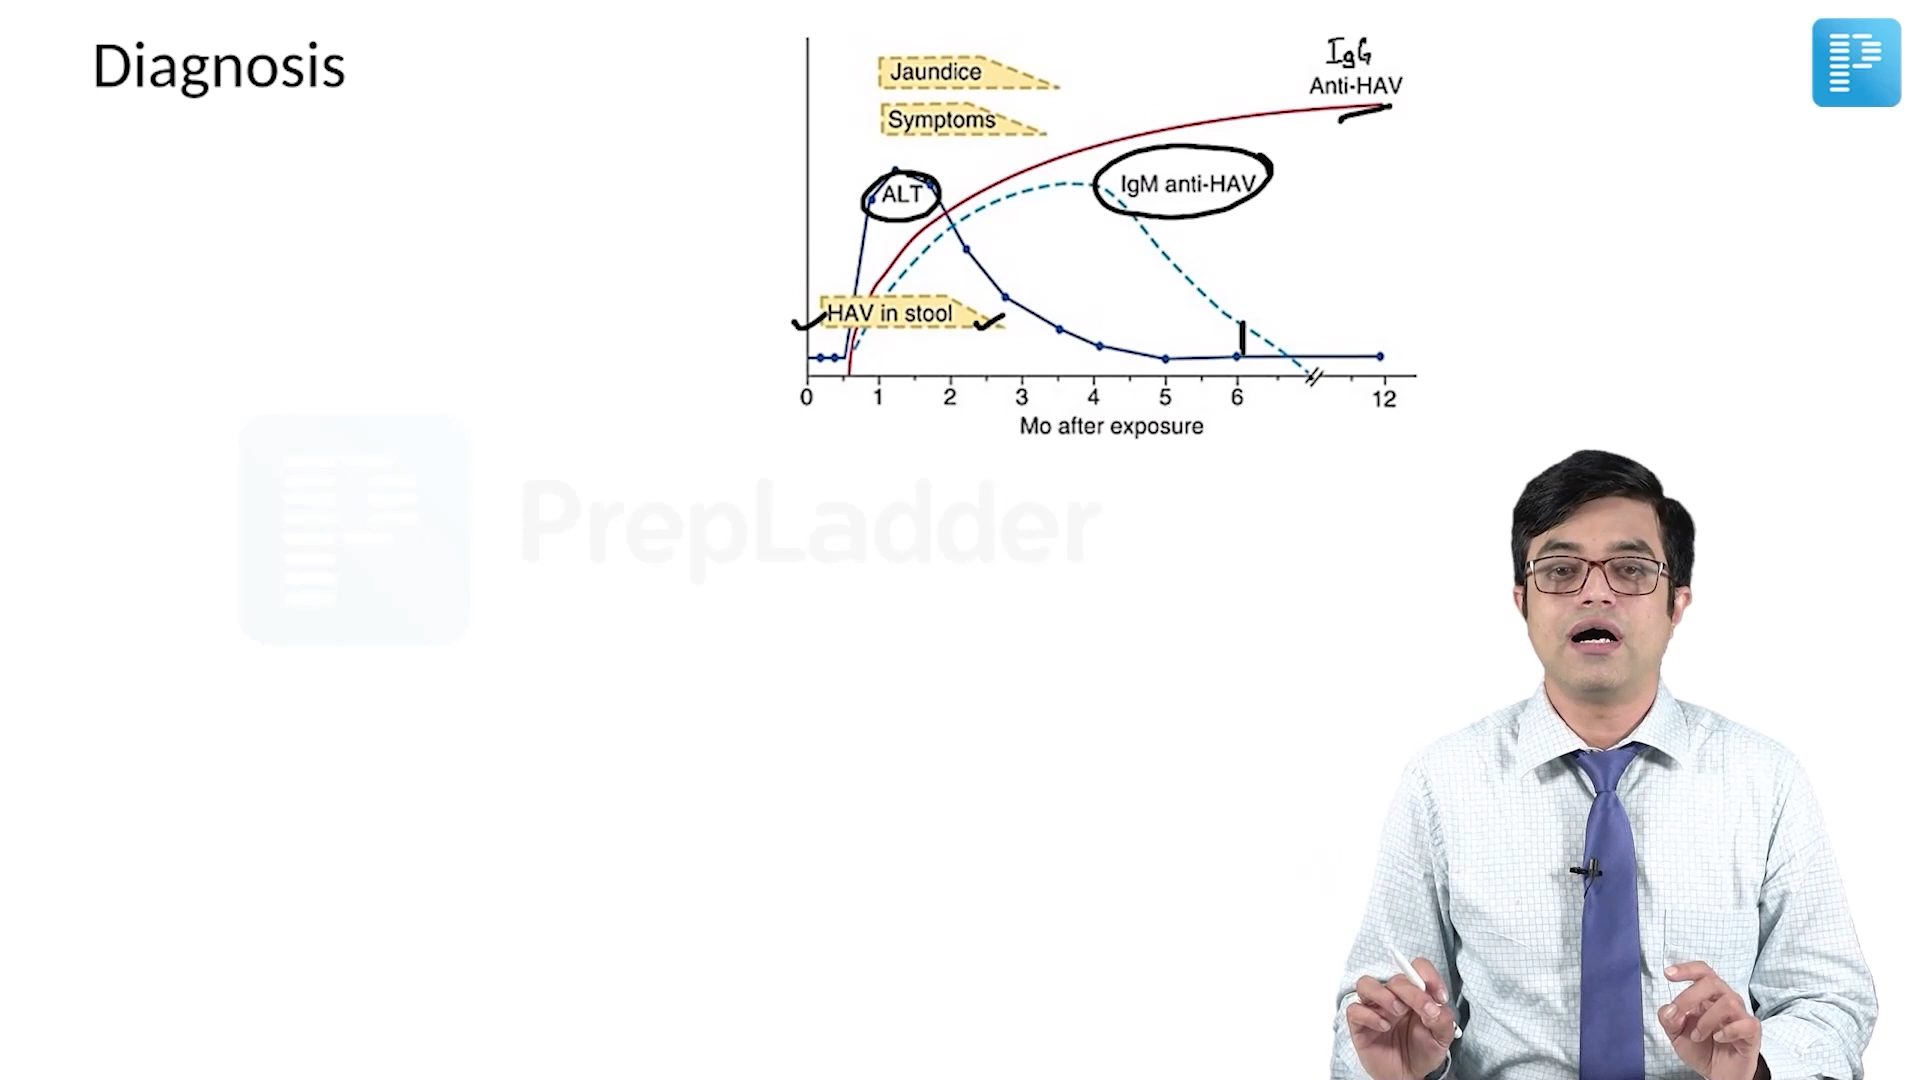 Diagnosis
IgG
Anti-HAV
Jaundice
Symptoms
ALT
IgM anti-HAV
HAV in stool
0 1 2 3 4 5 6 12
Mo after exposure
PrepLadder